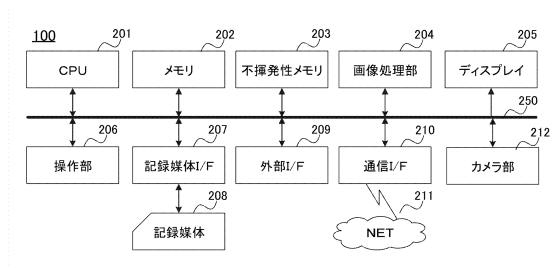 100
201
202
203
204
205
CPU
メモリ
不揮発性メモリ
画像処理部
ディスプレイ
250
206
207
209
210
212
操作部
記録媒体I/F
外部I/F
通信I/F
カメラ部
208
211
記録媒体
NET